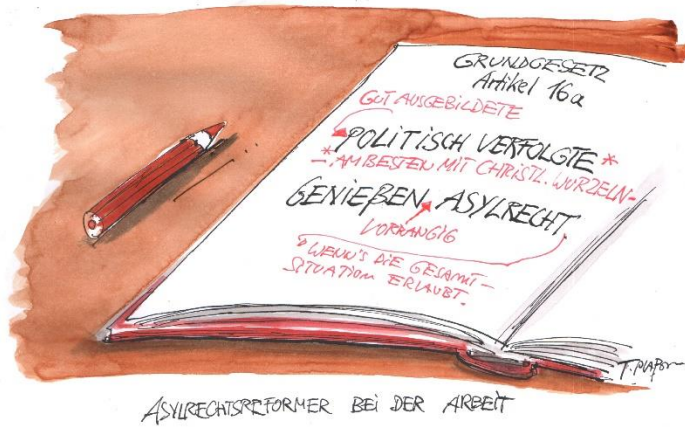 GRUNDGESETZ
Artikel 16a
GUT AUSGEBILDETE
POLITISCH VERFOLGTE *
* - AM BESTEN MIT CHRISTL. WURZELN -
GENIEßEN ASYLRECHT
VORRANGIG
* WENN'S DIE GESAMT-
SITUATION ERLAUBT.
ASYLRECHTSREFORMER BEI DER ARBEIT